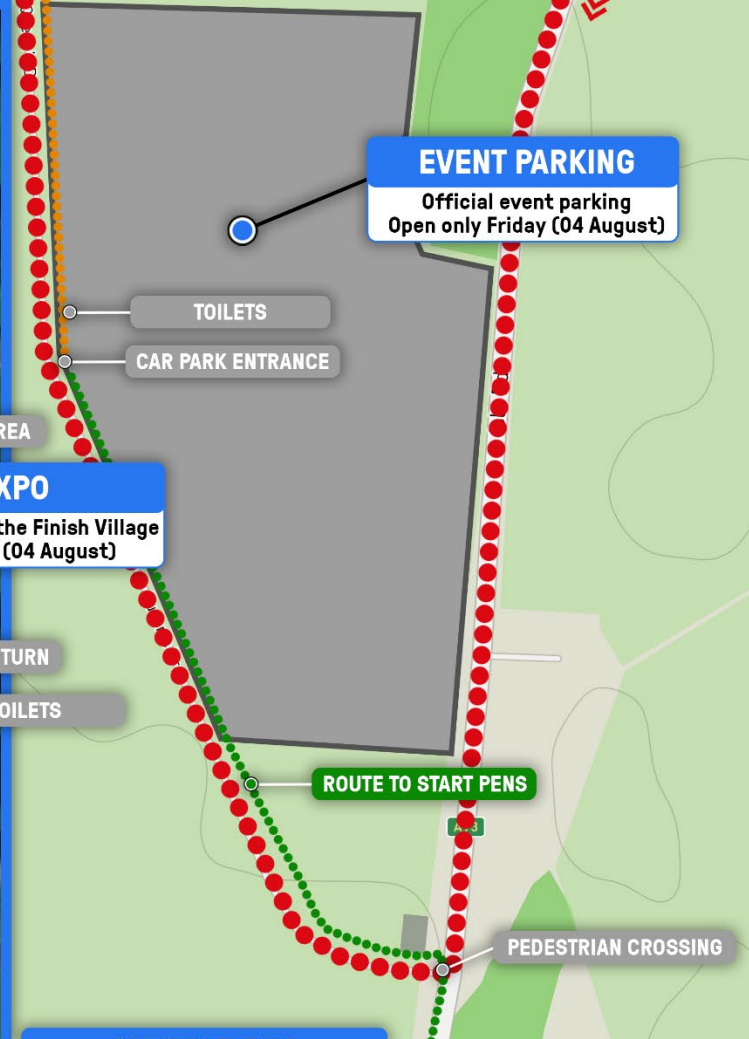 EVENT PARKING
Official event parking
Open only Friday (04 August)
TOILETS
CAR PARK ENTRANCE
REA
XPO
the Finish Village
(04 August)
TURN
OILETS
ROUTE TO START PENS
PEDESTRIAN CROSSING